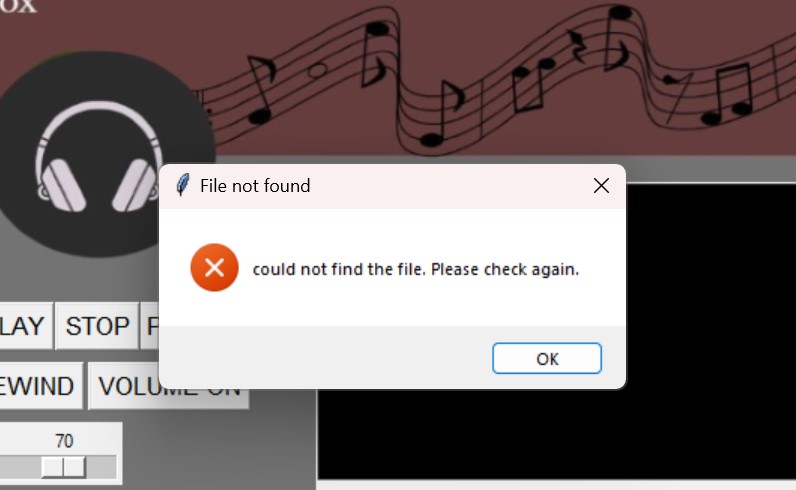 ox
File not found
could not find the file. Please check again.
LAY STOP P
EWIND VOLUME ON
OK
70